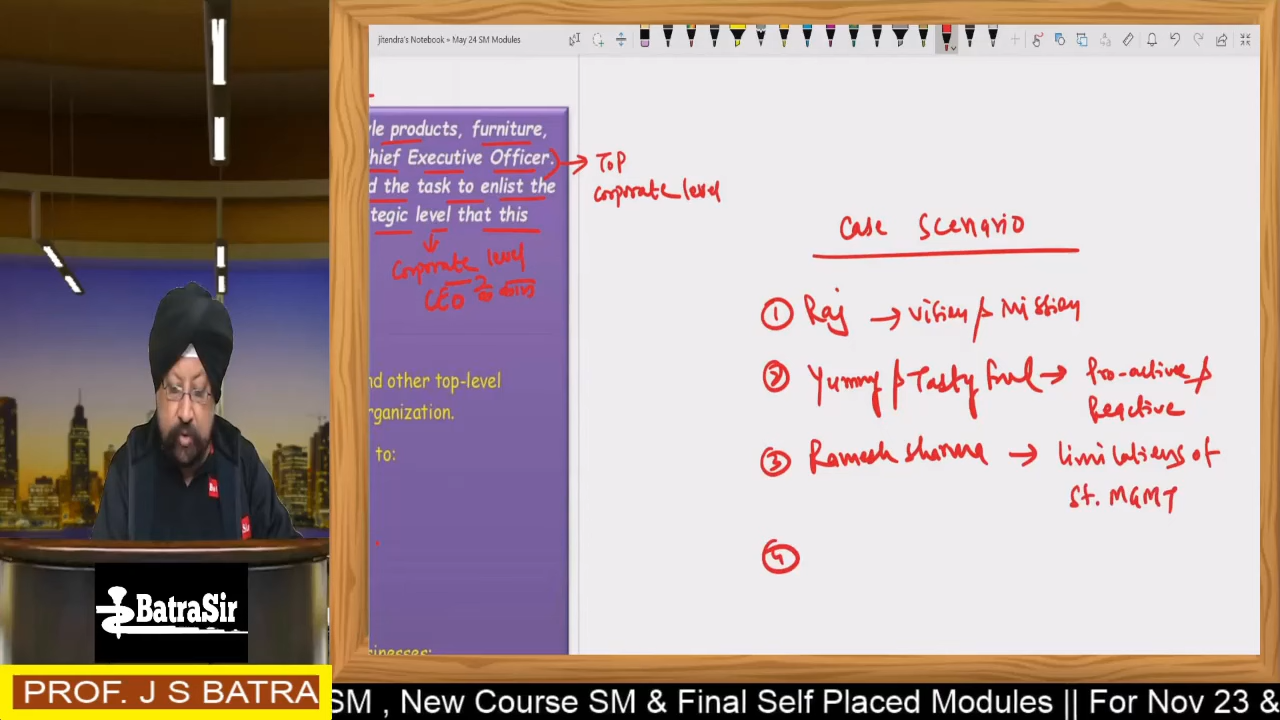 jitendra's Notebook » May 24 SM Modules
yle products, furniture,
hief Executive Officer.
d the task to enlist the
tegic level that this
Top
corporate level
corporate level
CEO
Case Scenario
① Raj → vision & Mission
② Yummy & Tasty Food → Pro-active &
Reactive
③ Ramesh Sharma → limitations of
St. MGMT
④
nd other top-level
rganization.
to:
usinesses:
BatraSir
PROF. J S BATRA
SM , New Course SM & Final Self Placed Modules || For Nov 23 &